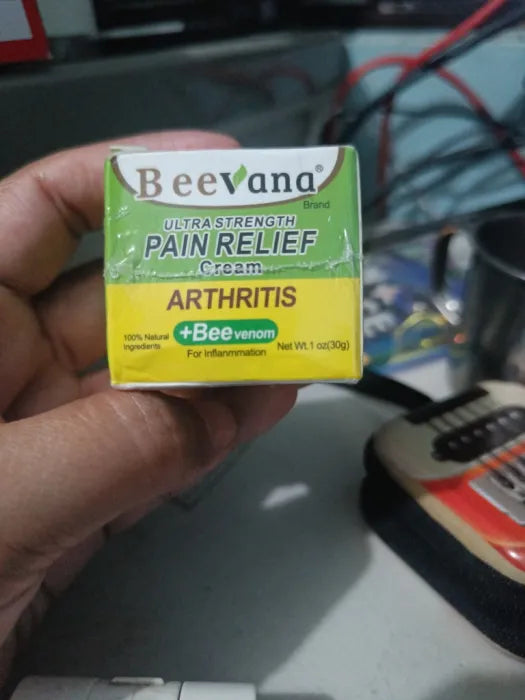 Beevana®
Brand
ULTRA STRENGTH
PAIN RELIEF
Cream
ARTHRITIS
100% Natural
Ingredients
+Bee venom
For Inflanmmation
Net Wt.1 oz(30g)